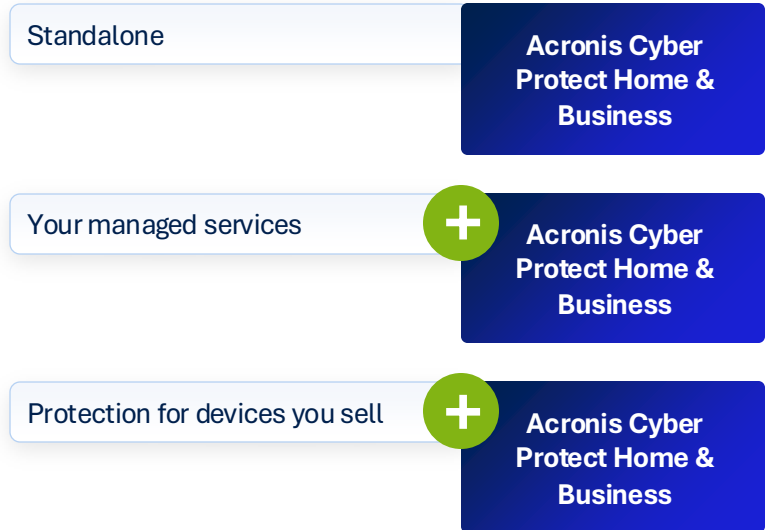 Standalone
Acronis Cyber
Protect Home &
Business
Your managed services
Acronis Cyber
Protect Home &
Business
Protection for devices you sell
Acronis Cyber
Protect Home &
Business